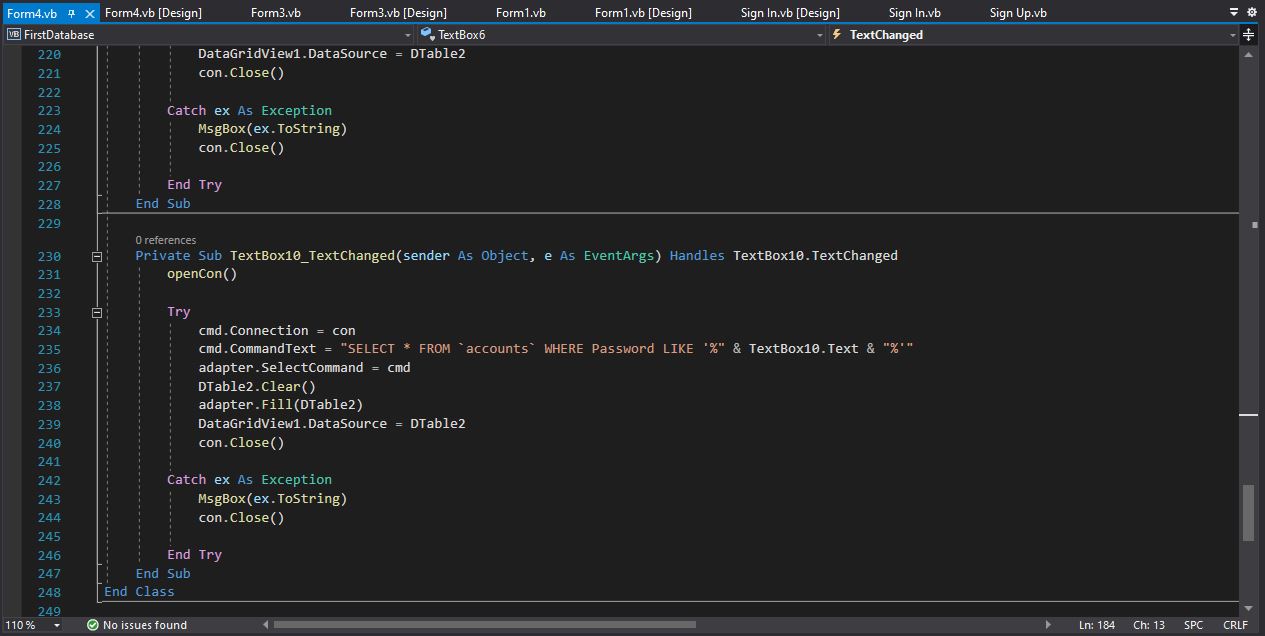 Form4.vb Form4.vb [Design] Form3.vb Form3.vb [Design] Form1.vb Form1.vb [Design] Sign In.vb [Design] Sign In.vb Sign Up.vb
VB FirstDatabase TextBox6 TextChanged
220 DataGridView1.DataSource = DTable2
221 con.Close()
222
223 Catch ex As Exception
224 MsgBox(ex.ToString)
225 con.Close()
226
227 End Try
228 End Sub
229
0 references
230 Private Sub TextBox10_TextChanged(sender As Object, e As EventArgs) Handles TextBox10.TextChanged
231 openCon()
232
233 Try
234 cmd.Connection = con
235 cmd.CommandText = "SELECT * FROM `accounts` WHERE Password LIKE '%" & TextBox10.Text & "%'"
236 adapter.SelectCommand = cmd
237 DTable2.Clear()
238 adapter.Fill(DTable2)
239 DataGridView1.DataSource = DTable2
240 con.Close()
241
242 Catch ex As Exception
243 MsgBox(ex.ToString)
244 con.Close()
245
246 End Try
247 End Sub
248 End Class
249
110 % No issues found Ln: 184 Ch: 13 SPC CRLF